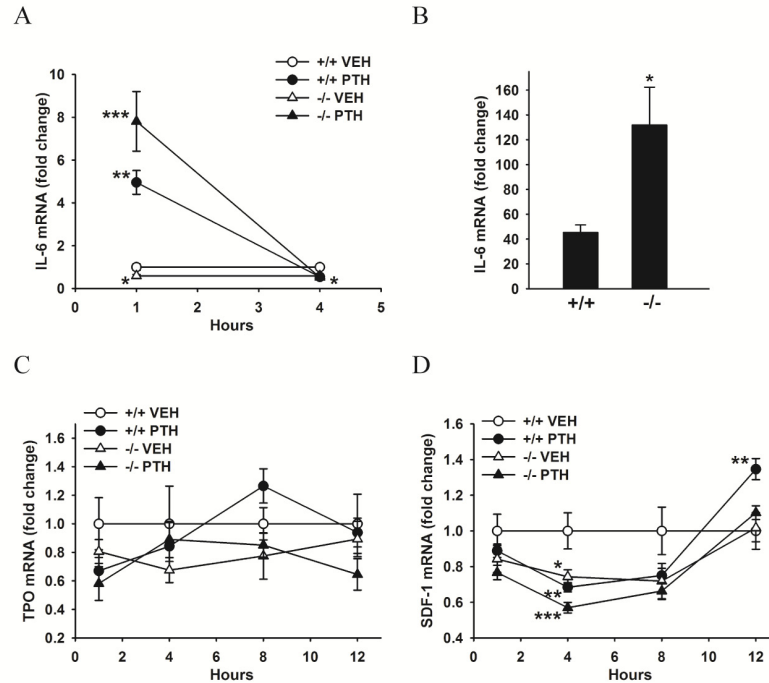 A
+/+ VEH
+/+ PTH
-/- VEH
-/- PTH
IL-6 mRNA (fold change)
10
8
6
4
2
0
***
**
*
*
0 1 2 3 4 5
Hours
B
IL-6 mRNA (fold change)
160
140
120
100
80
60
40
20
0
*
+/+ -/-
C
+/+ VEH
+/+ PTH
-/- VEH
-/- PTH
TPO mRNA (fold change)
1.6
1.4
1.2
1.0
0.8
0.6
0.4
0.2
0 2 4 6 8 10 12
Hours
D
+/+ VEH
+/+ PTH
-/- VEH
-/- PTH
SDF-1 mRNA (fold change)
1.6
1.4
1.2
1.0
0.8
0.6
0.4
**
*
**
***
0 2 4 6 8 10 12
Hours